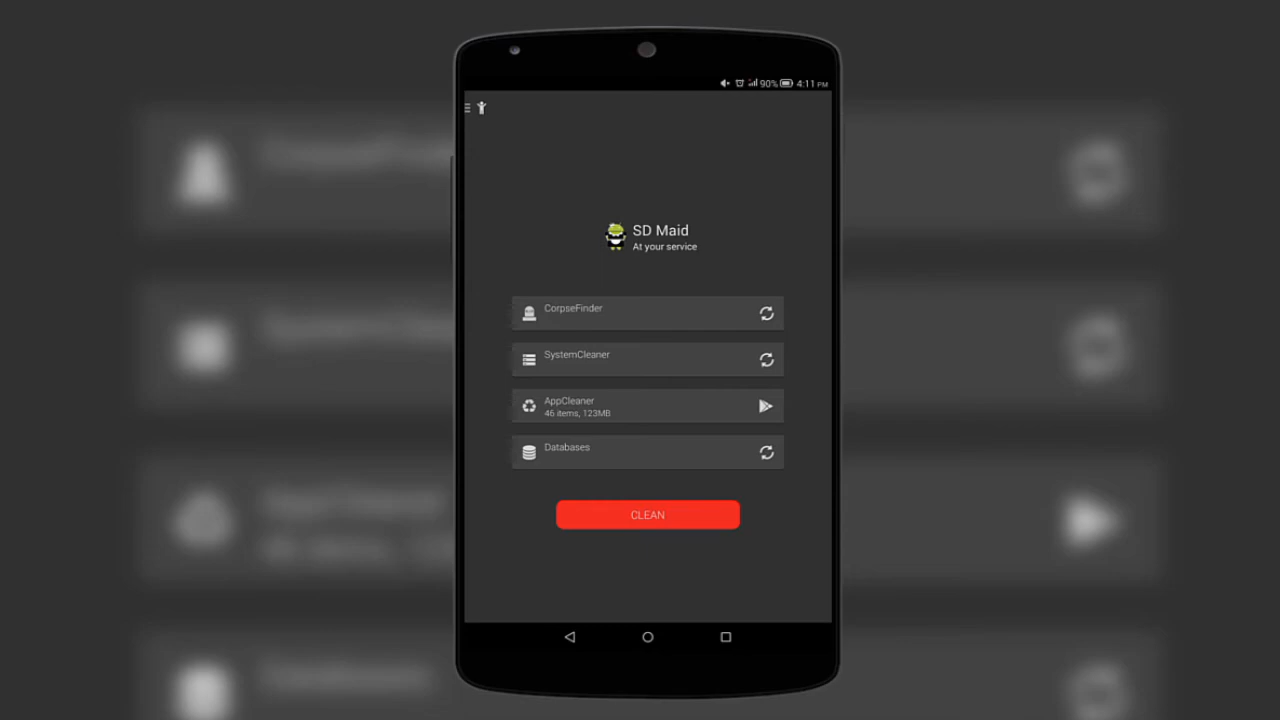 90% 4:11 PM
SD Maid
At your service
CorpseFinder
SystemCleaner
AppCleaner
46 items, 123MB
Databases
CLEAN